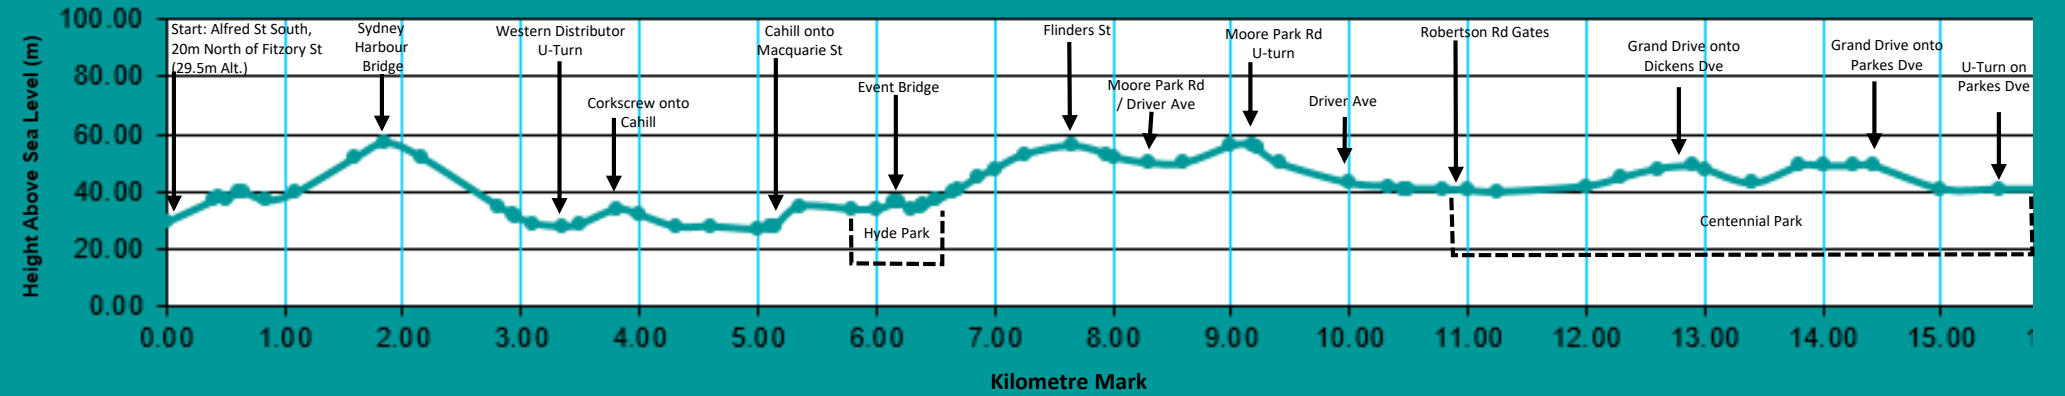 100.00
80.00
60.00
40.00
20.00
0.00
Height Above Sea Level (m)
Start: Alfred St South,
20m North of Fitzory St
(29.5m Alt.)
Sydney
Harbour
Bridge
Western Distributor
U-Turn
Corkscrew onto
Cahill
Cahill onto
Macquarie St
Event Bridge
Hyde Park
Flinders St
Moore Park Rd
/ Driver Ave
Moore Park Rd
U-turn
Driver Ave
Robertson Rd Gates
Grand Drive onto
Dickens Dve
Grand Drive onto
Parkes Dve
U-Turn on
Parkes Dve
Centennial Park
0.00 1.00 2.00 3.00 4.00 5.00 6.00 7.00 8.00 9.00 10.00 11.00 12.00 13.00 14.00 15.00
Kilometre Mark